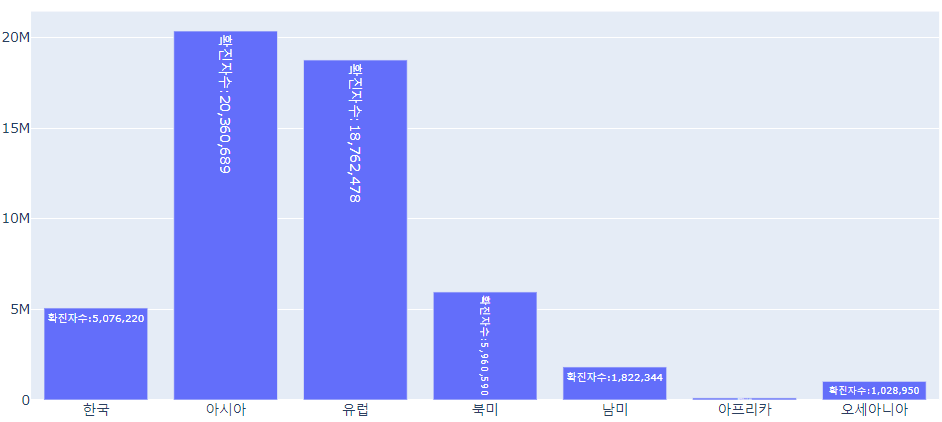 20M
15M
10M
5M
0
확진자수:5,076,220
확진자수:20,360,689
확진자수:18,762,478
확진자수:5,960,590
확진자수:1,822,344
확진자수:1,028,950
한국
아시아
유럽
북미
남미
아프리카
오세아니아